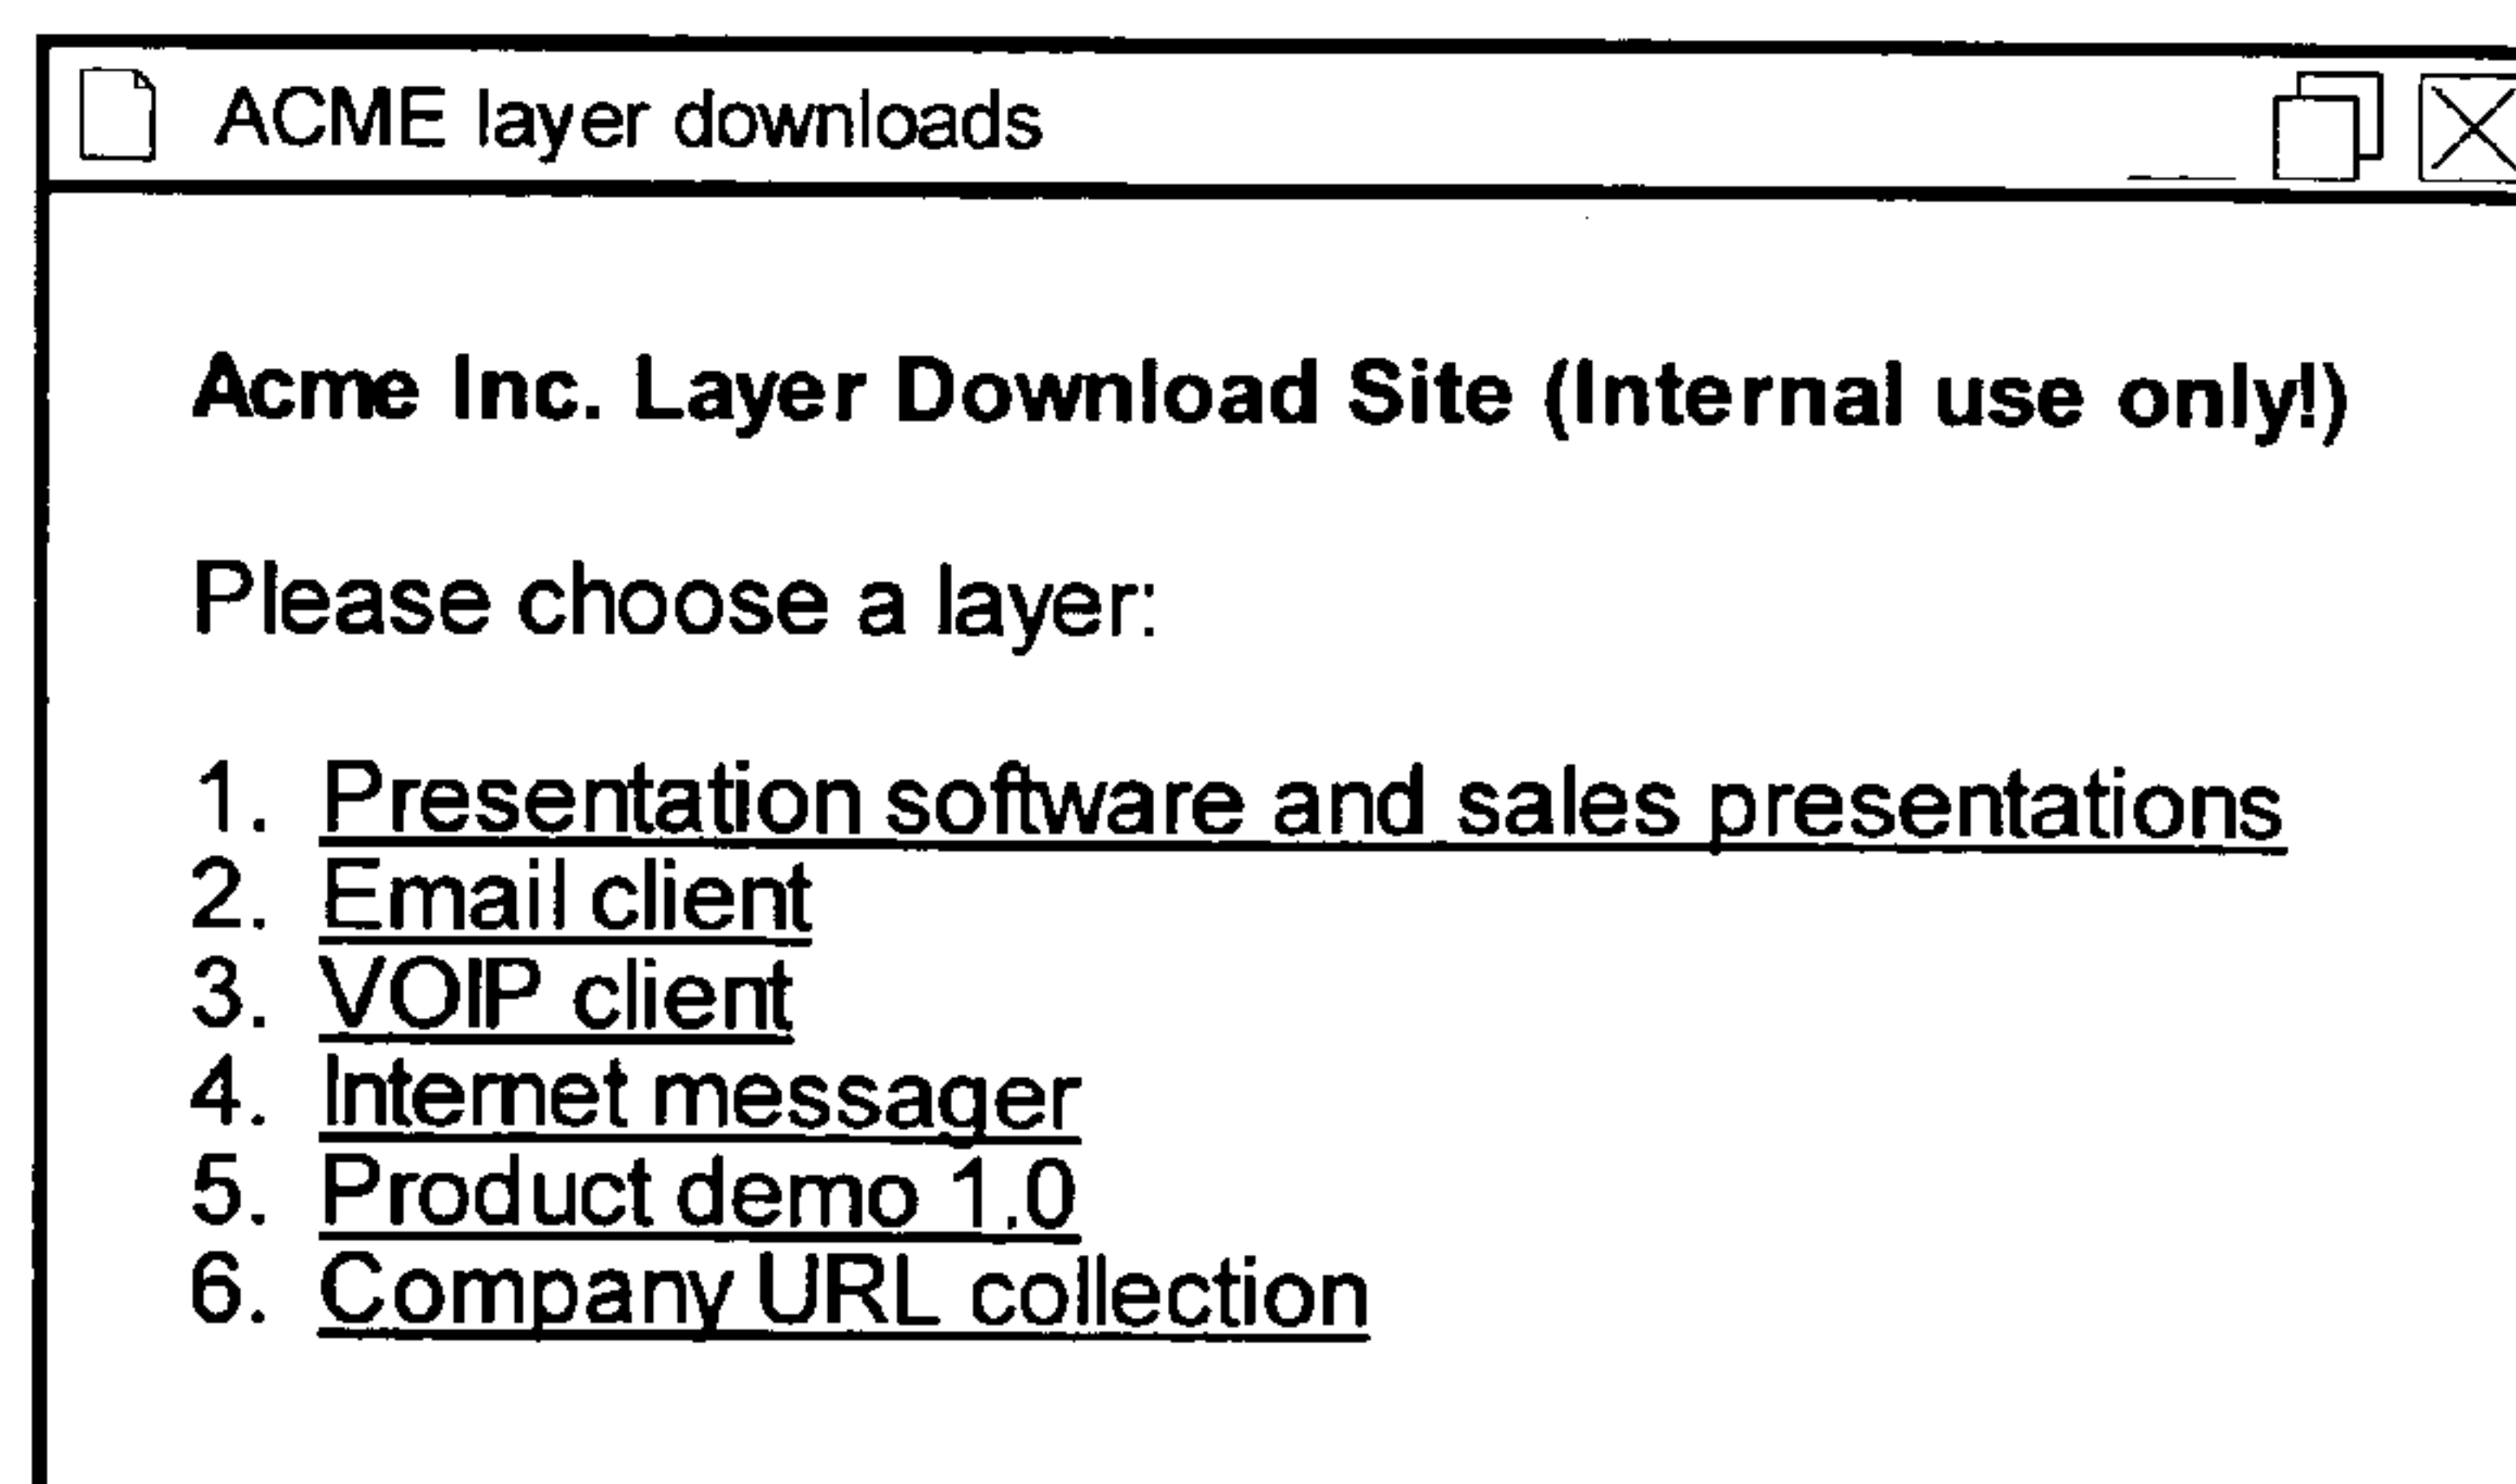 ACME layer downloads
Acme Inc. Layer Download Site (Internal use only!)
Please choose a layer:
1. Presentation software and sales presentations
2. Email client
3. VOIP client
4. Internet messager
5. Product demo 1.0
6. Company URL collection